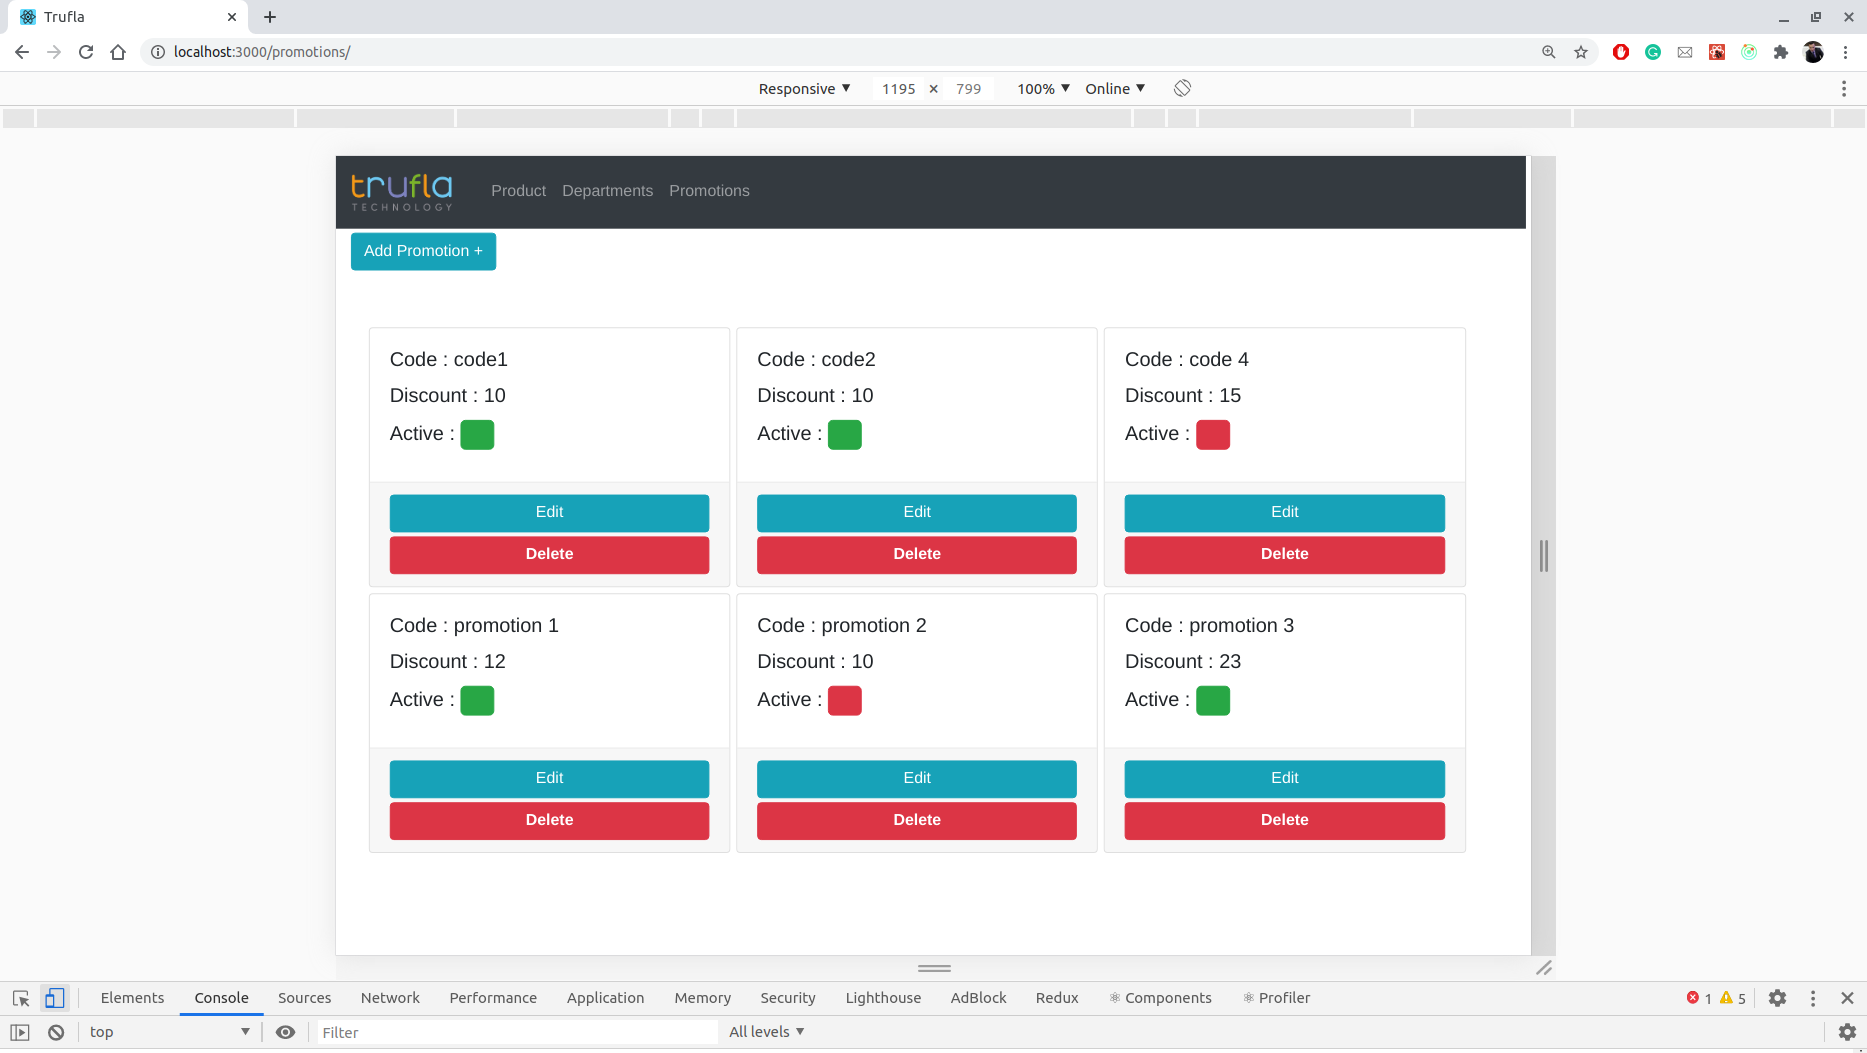 Trufla
localhost:3000/promotions/
Responsive 1195 × 799 100% Online
trufla Product Departments Promotions
TECHNOLOGY
Add Promotion +
Code : code1 Code : code2 Code : code 4
Discount : 10 Discount : 10 Discount : 15
Active : Active : Active :
Edit Edit Edit
Delete Delete Delete
Code : promotion 1 Code : promotion 2 Code : promotion 3
Discount : 12 Discount : 10 Discount : 23
Active : Active : Active :
Edit Edit Edit
Delete Delete Delete
Elements Console Sources Network Performance Application Memory Security Lighthouse AdBlock Redux Components Profiler 1 5
top Filter All levels